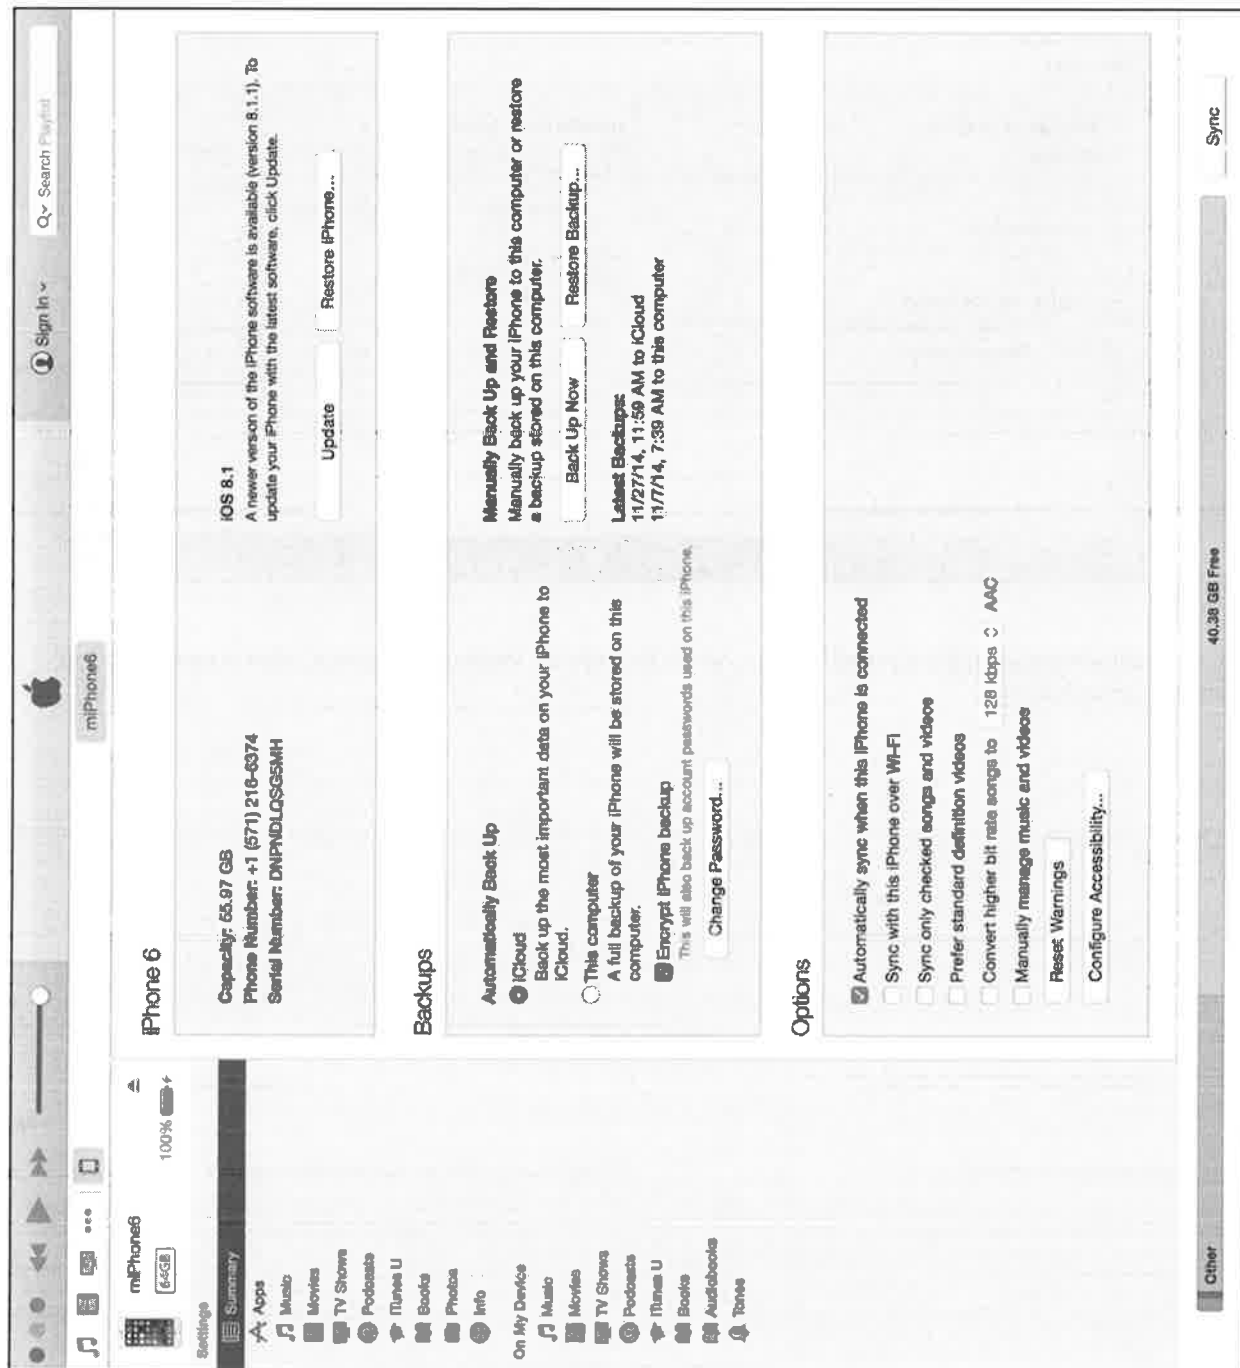 Sign In
Search Playlist
miPhone6
miPhone6
64GB
100%
Settings
Summary
Apps
Music
Movies
TV Shows
Podcasts
iTunes U
Books
Photos
Info
On My Device
Music
Movies
TV Shows
Podcasts
iTunes U
Books
Audiobooks
Tones
iPhone 6
Capacity: 55.97 GB
Phone Number: +1 (571) 216-6374
Serial Number: DNPNDLQSG5MH
iOS 8.1
A newer version of the iPhone software is available (version 8.1.1). To
update your iPhone with the latest software, click Update.
Update
Restore iPhone...
Backups
Automatically Back Up
iCloud
Back up the most important data on your iPhone to
iCloud.
This computer
A full backup of your iPhone will be stored on this
computer.
Encrypt iPhone backup
This will also back up account passwords used on this iPhone.
Change Password...
Manually Back Up and Restore
Manually back up your iPhone to this computer or restore
a backup stored on this computer.
Back Up Now
Restore Backup...
Latest Backups:
11/27/14, 11:59 AM to iCloud
11/7/14, 7:39 AM to this computer
Options
Automatically sync when this iPhone is connected
Sync with this iPhone over Wi-Fi
Sync only checked songs and videos
Prefer standard definition videos
Convert higher bit rate songs to 128 kbps AAC
Manually manage music and videos
Reset Warnings
Configure Accessibility...
Other
40.38 GB Free
Sync